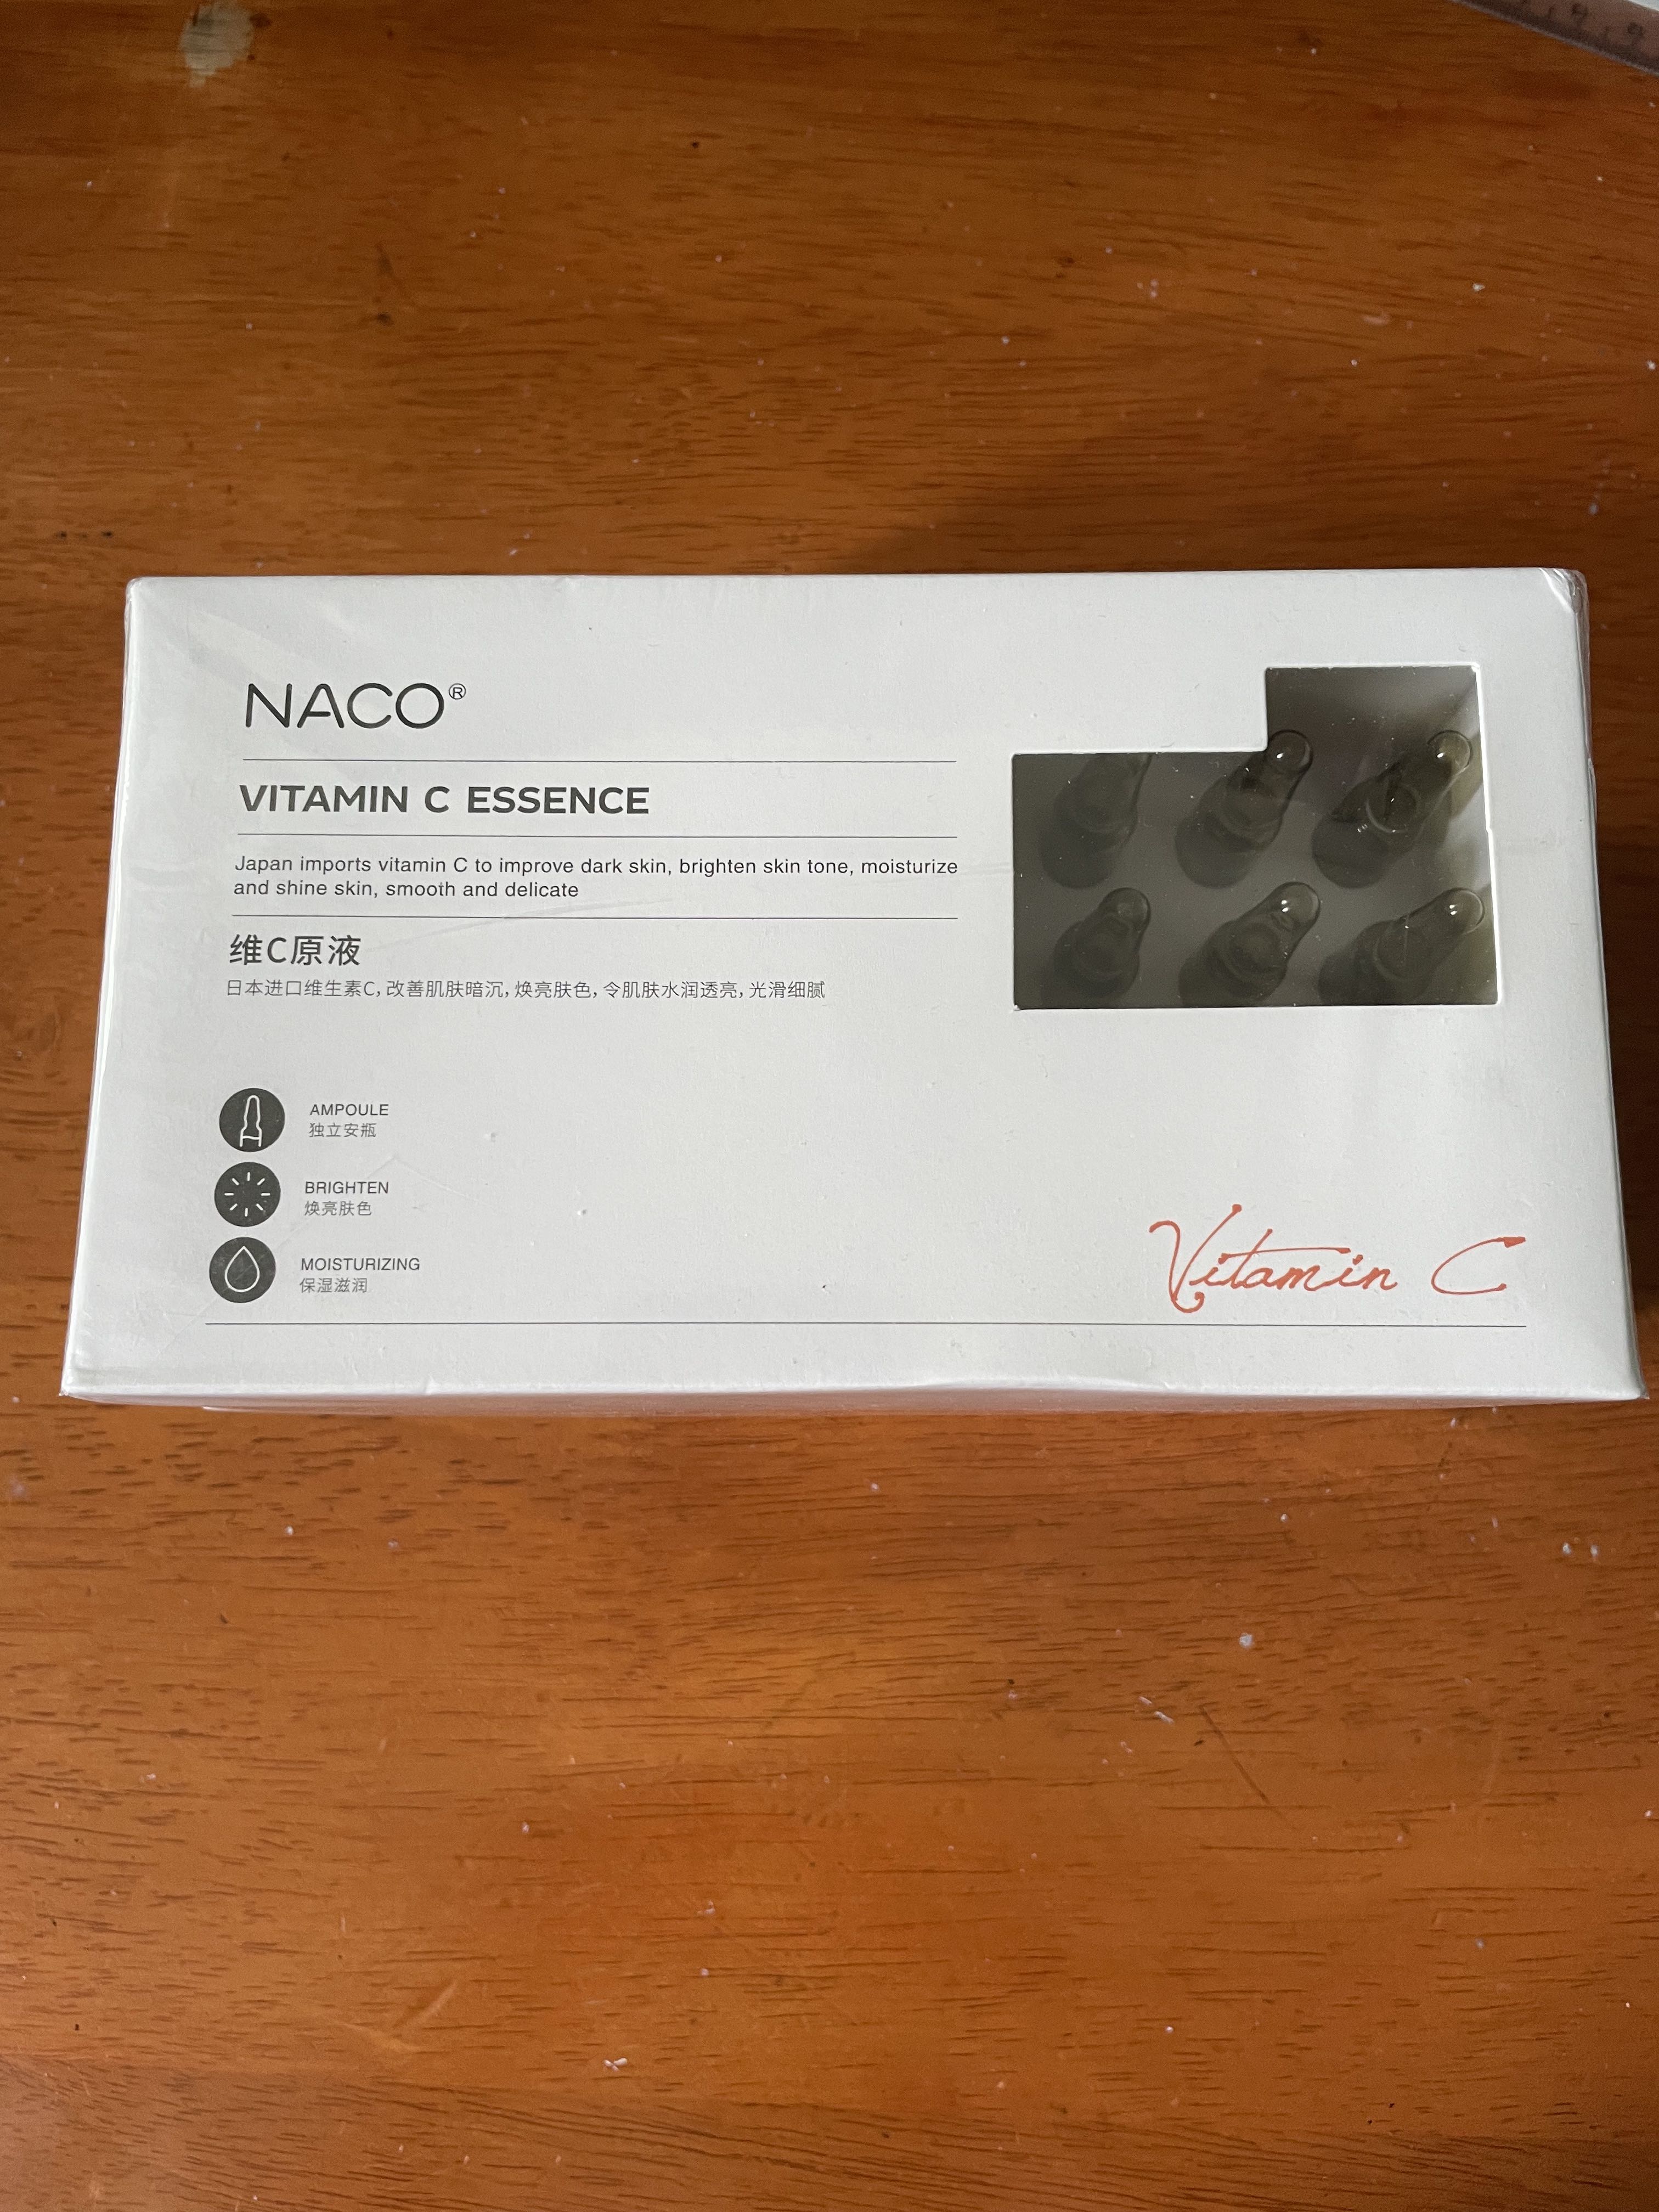 NACO®
VITAMIN C ESSENCE
Japan imports vitamin C to improve dark skin, brighten skin tone, moisturize
and shine skin, smooth and delicate
维C原液
日本进口维生素C, 改善肌肤暗沉, 焕亮肤色, 令肌肤水润透亮, 光滑细腻
AMPOULE
独立安瓶
BRIGHTEN
焕亮肤色
MOISTURIZING
保湿滋润
Vitamin C